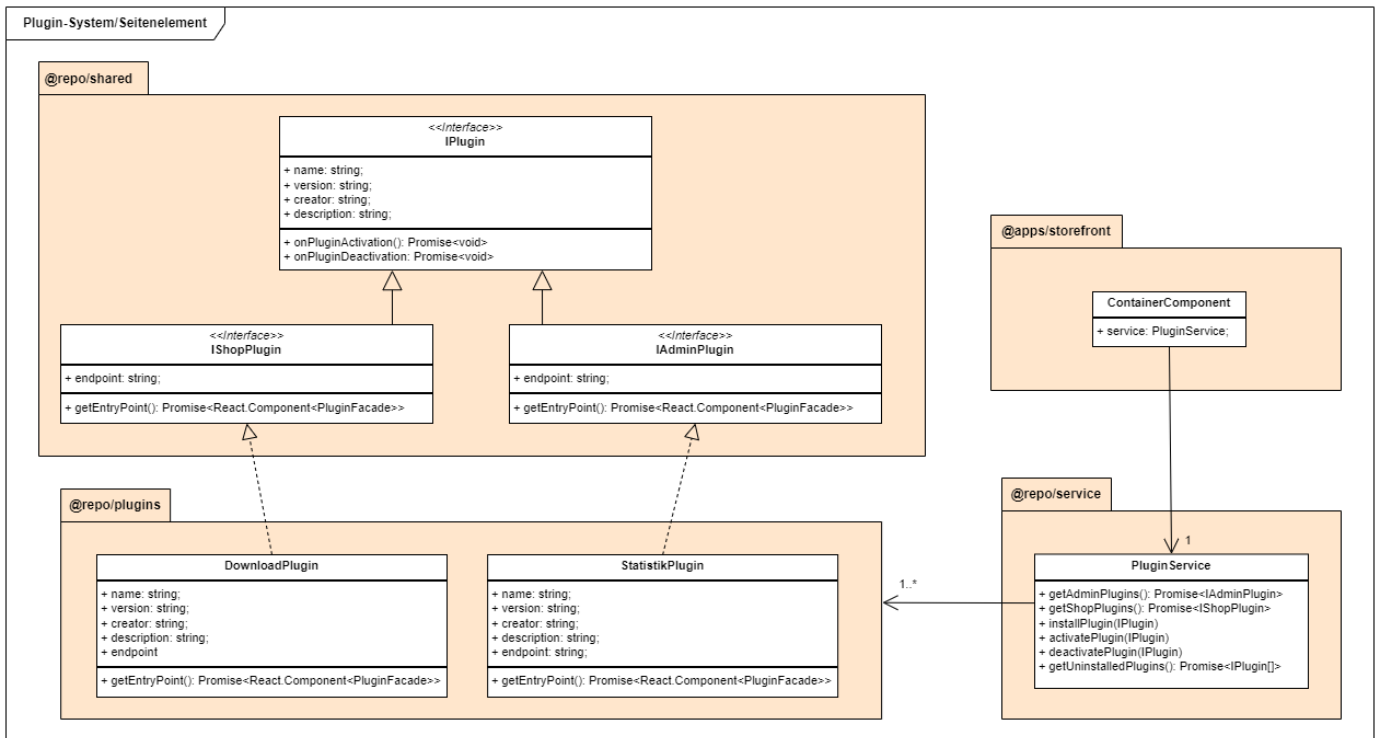 Plugin-System/Seitenelement
@repo/shared
<<Interface>>
IPlugin
+ name: string;
+ version: string;
+ creator: string;
+ description: string;
+ onPluginActivation(): Promise<void>
+ onPluginDeactivation: Promise<void>
<<Interface>>
IShopPlugin
+ endpoint: string;
+ getEntryPoint(): Promise<React.Component<PluginFacade>>
<<Interface>>
IAdminPlugin
+ endpoint: string;
+ getEntryPoint(): Promise<React.Component<PluginFacade>>
@apps/storefront
ContainerComponent
+ service: PluginService;
@repo/plugins
DownloadPlugin
+ name: string;
+ version: string;
+ creator: string;
+ description: string;
+ endpoint
+ getEntryPoint(): Promise<React.Component<PluginFacade>>
StatistikPlugin
+ name: string;
+ version: string;
+ creator: string;
+ description: string;
+ endpoint: string;
+ getEntryPoint(): Promise<React.Component<PluginFacade>>
1..*
@repo/service
1
PluginService
+ getAdminPlugins(): Promise<IAdminPlugin>
+ getShopPlugins(): Promise<IShopPlugin>
+ installPlugin(IPlugin)
+ activatePlugin(IPlugin)
+ deactivatePlugin(IPlugin)
+ getUninstalledPlugins(): Promise<IPlugin[]>